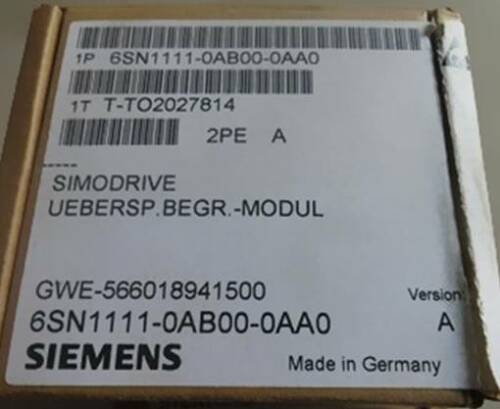 1P 6SN1111-0AB00-0AA0
1T T-TO2027814
2PE A
SIMODRIVE
UEBERSP.BEGR.-MODUL
GWE-566018941500 Version:
6SN1111-0AB00-0AA0 A
SIEMENS Made in Germany